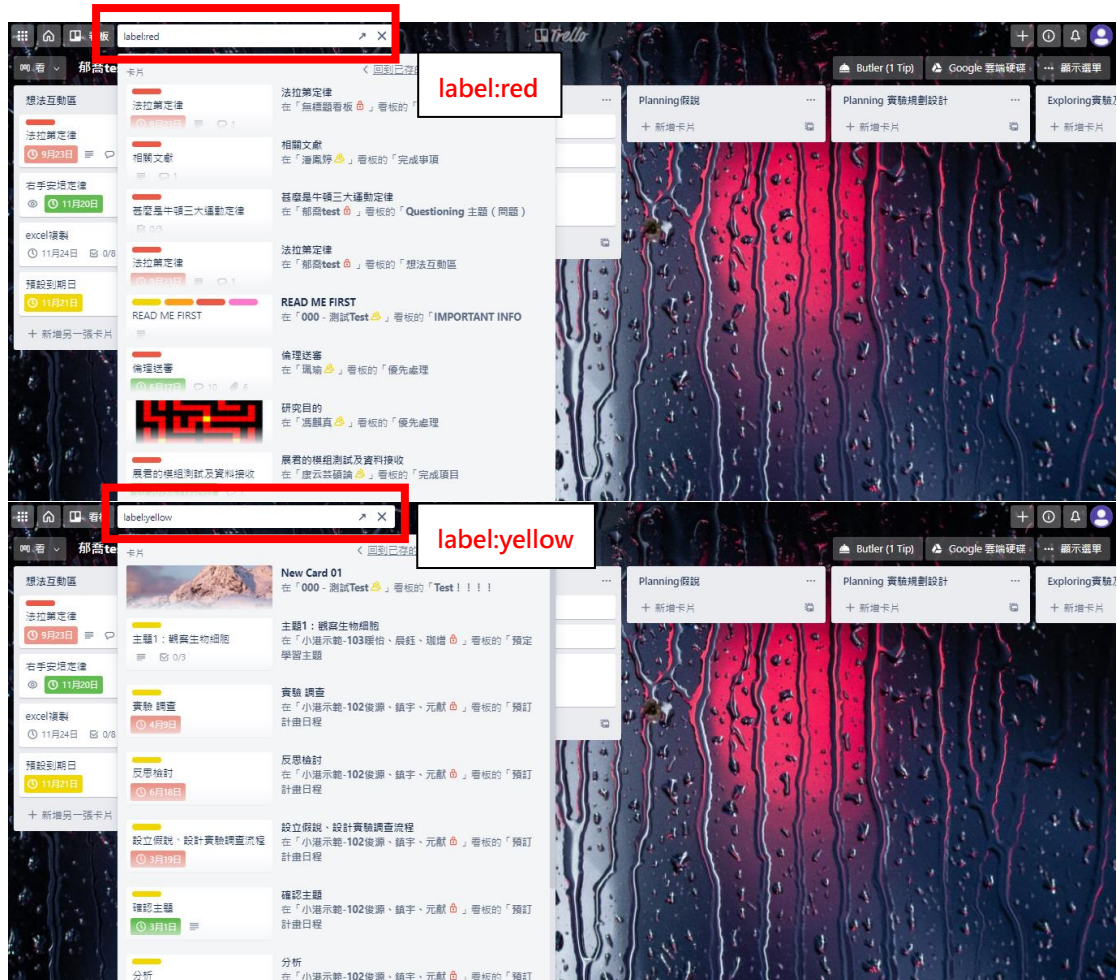 看板
label:red
Trello
看
郁喬te
Butler (1 Tip)
Google 雲端硬碟
顯示選單
label:red
想法互動區
法拉第定律
9月23日
右手安培定律
11月20日
excel複製
11月24日
0/8
預設到期日
11月21日
+ 新增另一張卡片
卡片
回到已存的
法拉第定律
法拉第定律
在「無標題看板」看板的「
1
相關文獻
相關文獻
在「潘鳳婷」看板的「完成事項
1
甚麼是牛頓三大運動定律
甚麼是牛頓三大運動定律
在「郁喬test」看板的「Questioning 主題 ( 問題 )
0/3
法拉第定律
法拉第定律
在「郁喬test」看板的「想法互動區
1
READ ME FIRST
READ ME FIRST
在「000 - 測試Test」看板的「IMPORTANT INFO
倫理送審
倫理送審
在「珮瑜」看板的「優先處理
6月17日
10
6
研究目的
在「馮麒真」看板的「優先處理
展君的模組測試及資料接收
展君的模組測試及資料接收
在「康云芸碩論」看板的「完成項目
Planning假說
+ 新增卡片
Planning 實驗規劃設計
+ 新增卡片
Exploring實驗
+ 新增卡片
label:yellow
看
郁喬te
Butler (1 Tip)
Google 雲端硬碟
顯示選單
label:yellow
想法互動區
法拉第定律
9月23日
右手安培定律
11月20日
excel複製
11月24日
0/8
預設到期日
11月21日
+ 新增另一張卡片
卡片
回到已存的
New Card 01
在「000 - 測試Test」看板的「Test！！！！
主題1：觀察生物細胞
0/3
主題1：觀察生物細胞
在「小港示範-103暖怡、晨鈺、珈熷」看板的「預定
學習主題
實驗 調查
4月9日
實驗 調查
在「小港示範-102俊源、鎮宇、元献」看板的「預訂
計畫日程
反思檢討
6月18日
反思檢討
在「小港示範-102俊源、鎮宇、元献」看板的「預訂
計畫日程
設立假說、設計實驗調查流程
3月19日
設立假說、設計實驗調查流程
在「小港示範-102俊源、鎮宇、元献」看板的「預訂
計畫日程
確認主題
3月1日
確認主題
在「小港示範-102俊源、鎮宇、元献」看板的「預訂
計畫日程
分析
分析
在「小港示範-102俊源、鎮宇、元献」看板的「預訂
Planning假說
+ 新增卡片
Planning 實驗規劃設計
+ 新增卡片
Exploring實驗
+ 新增卡片